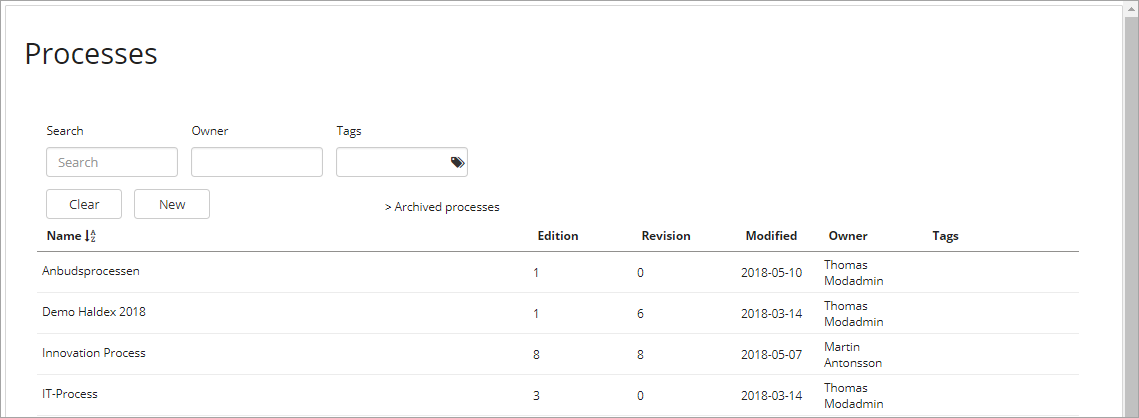 Processes
Search Owner Tags
Search
Clear New > Archived processes
Name Edition Revision Modified Owner Tags
Anbudsprocessen 1 0 2018-05-10 Thomas Modadmin
Demo Haldex 2018 1 6 2018-03-14 Thomas Modadmin
Innovation Process 8 8 2018-05-07 Martin Antonsson
IT-Process 3 0 2018-03-14 Thomas Modadmin